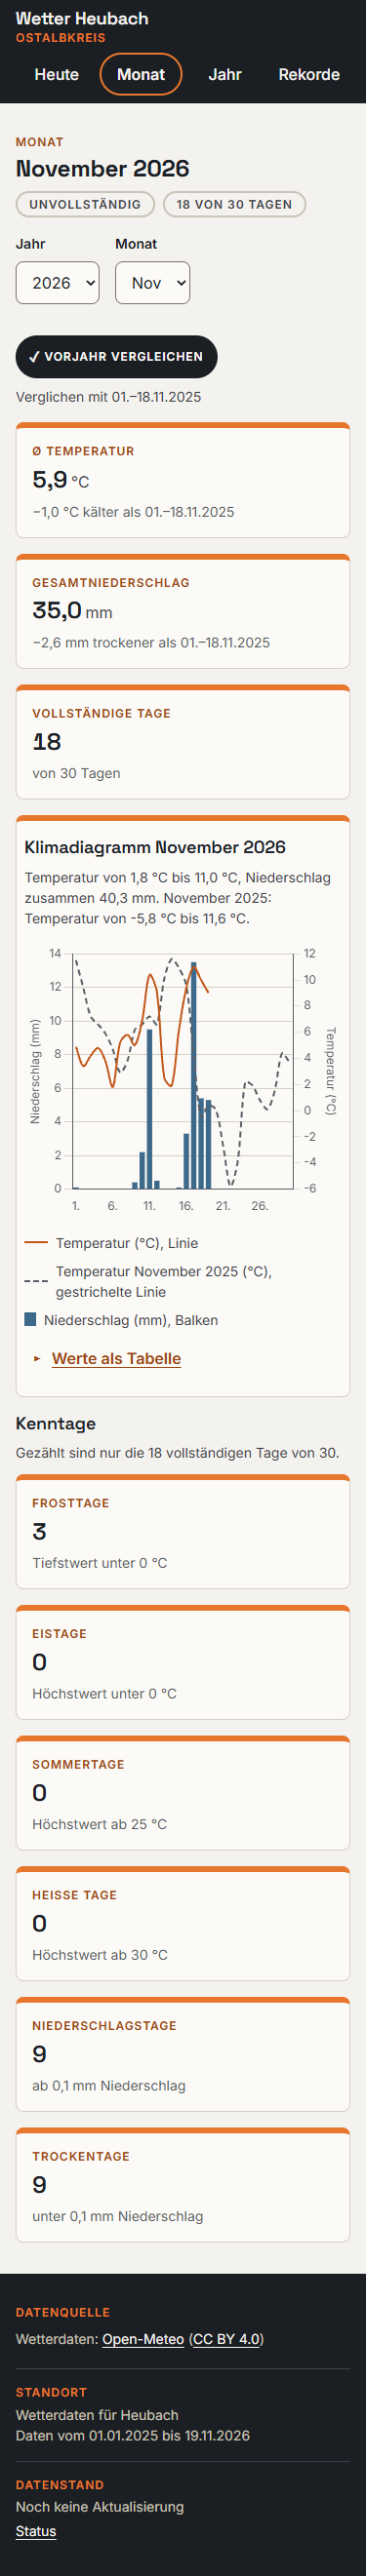 Wetter Heubach
OSTALBKREIS
Heute Monat Jahr Rekorde
MONAT
November 2026
UNVOLLSTÄNDIG 18 VON 30 TAGEN
Jahr Monat
2026 Nov
✓ VORJAHR VERGLEICHEN
Verglichen mit 01.–18.11.2025
Ø TEMPERATUR
5,9 °C
−1,0 °C kälter als 01.–18.11.2025
GESAMTNIEDERSCHLAG
35,0 mm
−2,6 mm trockener als 01.–18.11.2025
VOLLSTÄNDIGE TAGE
18
von 30 Tagen
Klimadiagramm November 2026
Temperatur von 1,8 °C bis 11,0 °C, Niederschlag
zusammen 40,3 mm. November 2025:
Temperatur von -5,8 °C bis 11,6 °C.
Niederschlag (mm)
14
12
10
8
6
4
2
0
12
10
8
6
4
2
0
-2
-4
-6
Temperatur (°C)
1. 6. 11. 16. 21. 26.
Temperatur (°C), Linie
Temperatur November 2025 (°C),
gestrichelte Linie
Niederschlag (mm), Balken
► Werte als Tabelle
Kenntage
Gezählt sind nur die 18 vollständigen Tage von 30.
FROSTTAGE
3
Tiefstwert unter 0 °C
EISTAGE
0
Höchstwert unter 0 °C
SOMMERTAGE
0
Höchstwert ab 25 °C
HEISSE TAGE
0
Höchstwert ab 30 °C
NIEDERSCHLAGSTAGE
9
ab 0,1 mm Niederschlag
TROCKENTAGE
9
unter 0,1 mm Niederschlag
DATENQUELLE
Wetterdaten: Open-Meteo (CC BY 4.0)
STANDORT
Wetterdaten für Heubach
Daten vom 01.01.2025 bis 19.11.2026
DATENSTAND
Noch keine Aktualisierung
Status